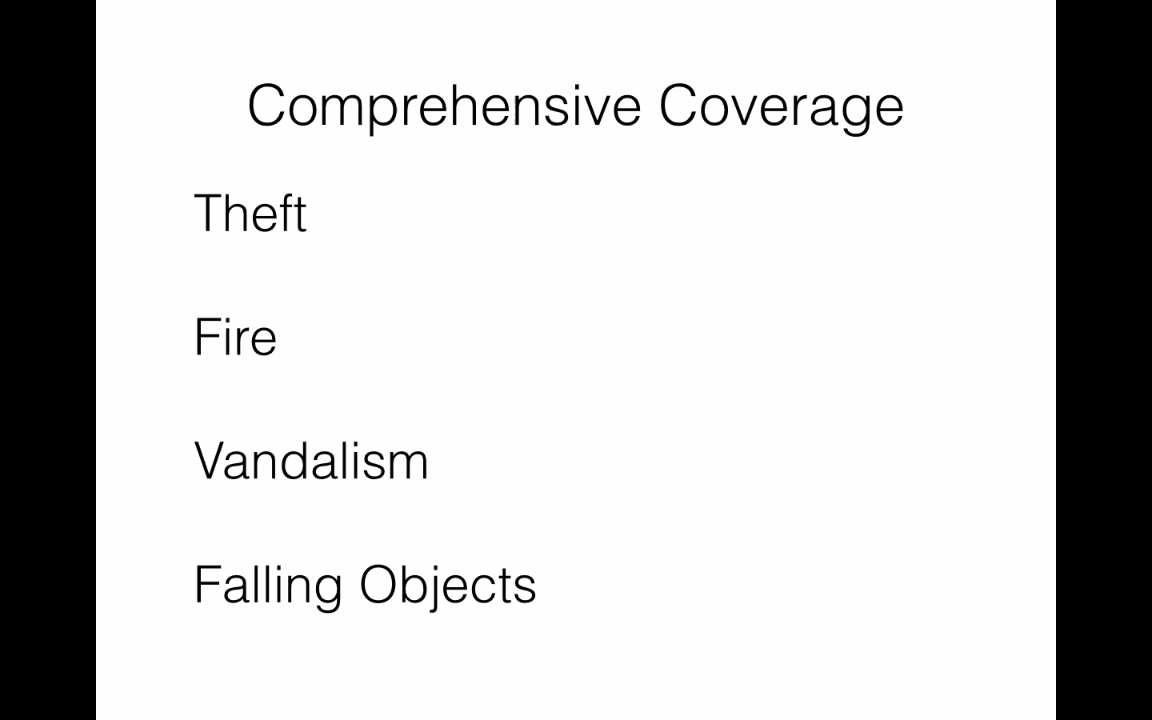 Comprehensive Coverage
Theft
Fire
Vandalism
Falling Objects